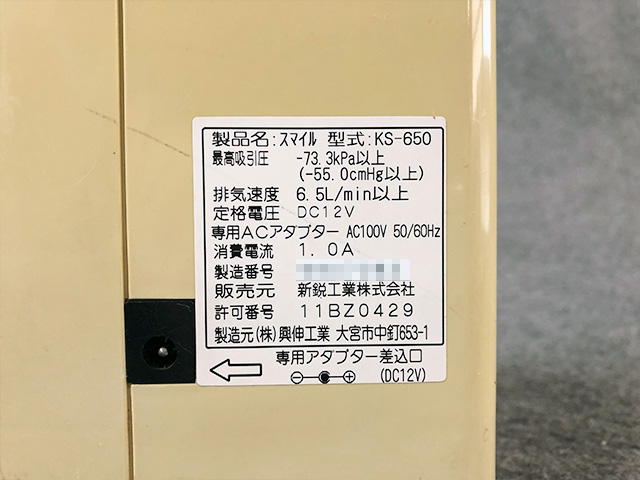 製品名:スマイル 型式:KS-650
最高吸引圧 -73.3kPa以上
(-55.0cmHg以上)
排気速度 6.5L/min以上
定格電圧 DC12V
専用ACアダプター AC100V 50/60Hz
消費電流 1.0A
製造番号
販売元 新鋭工業株式会社
許可番号 11BZ0429
製造元(株)興伸工業 大宮市中釘653-1
専用アダプター差込口
(DC12V)